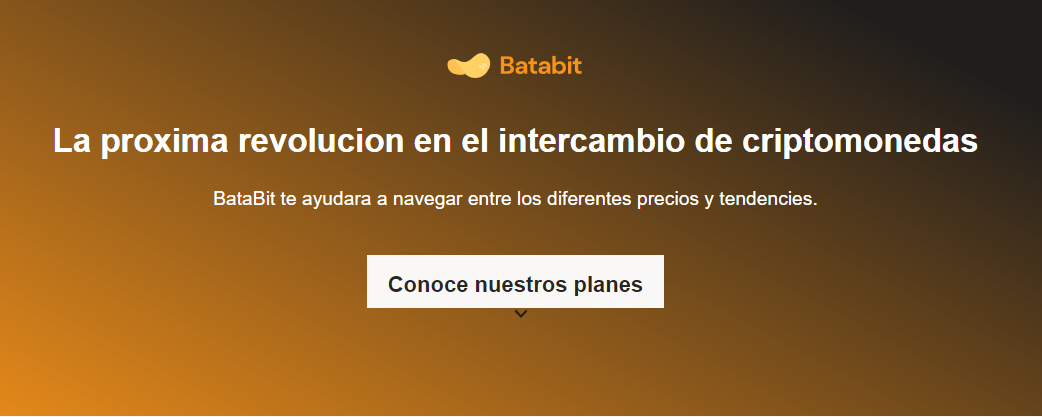 Batabit
La proxima revolucion en el intercambio de criptomonedas
BataBit te ayudara a navegar entre los diferentes precios y tendencies.
Conoce nuestros planes